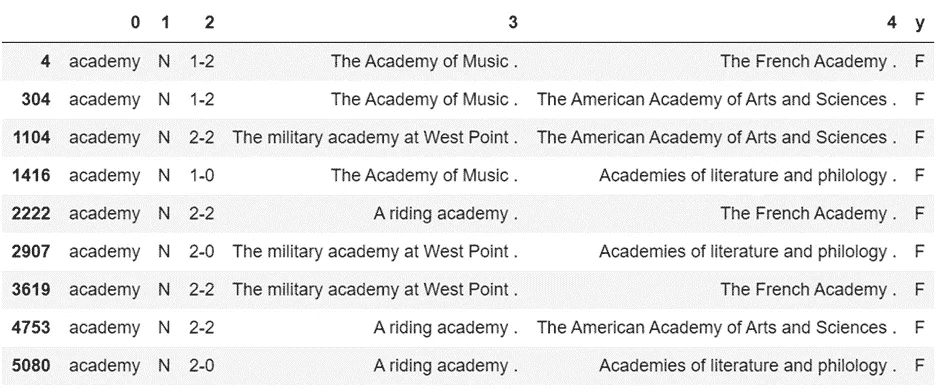 0 1 2 3 4 y
4 academy N 1-2 The Academy of Music . The French Academy . F
304 academy N 1-2 The Academy of Music . The American Academy of Arts and Sciences . F
1104 academy N 2-2 The military academy at West Point . The American Academy of Arts and Sciences . F
1416 academy N 1-0 The Academy of Music . Academies of literature and philology . F
2222 academy N 2-2 A riding academy . The French Academy . F
2907 academy N 2-0 The military academy at West Point . Academies of literature and philology . F
3619 academy N 2-2 The military academy at West Point . The French Academy . F
4753 academy N 2-2 A riding academy . The American Academy of Arts and Sciences . F
5080 academy N 2-0 A riding academy . Academies of literature and philology . F